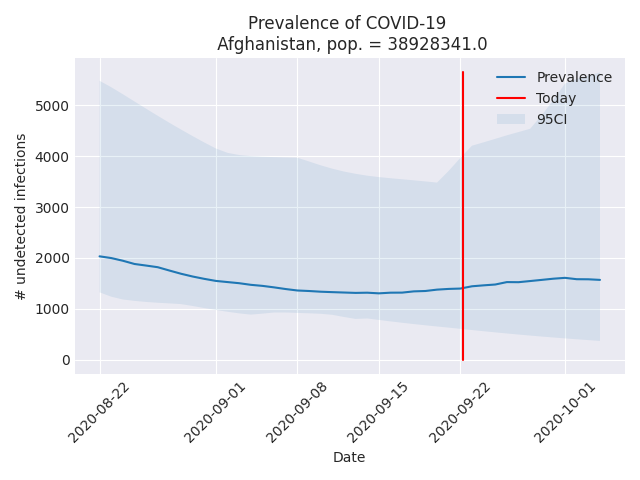 Prevalence of COVID-19
Afghanistan, pop. = 38928341.0
Prevalence
Today
95CI
# undetected infections
5000
4000
3000
2000
1000
0
2020-08-22
2020-09-01
2020-09-08
2020-09-15
2020-09-22
2020-10-01
Date